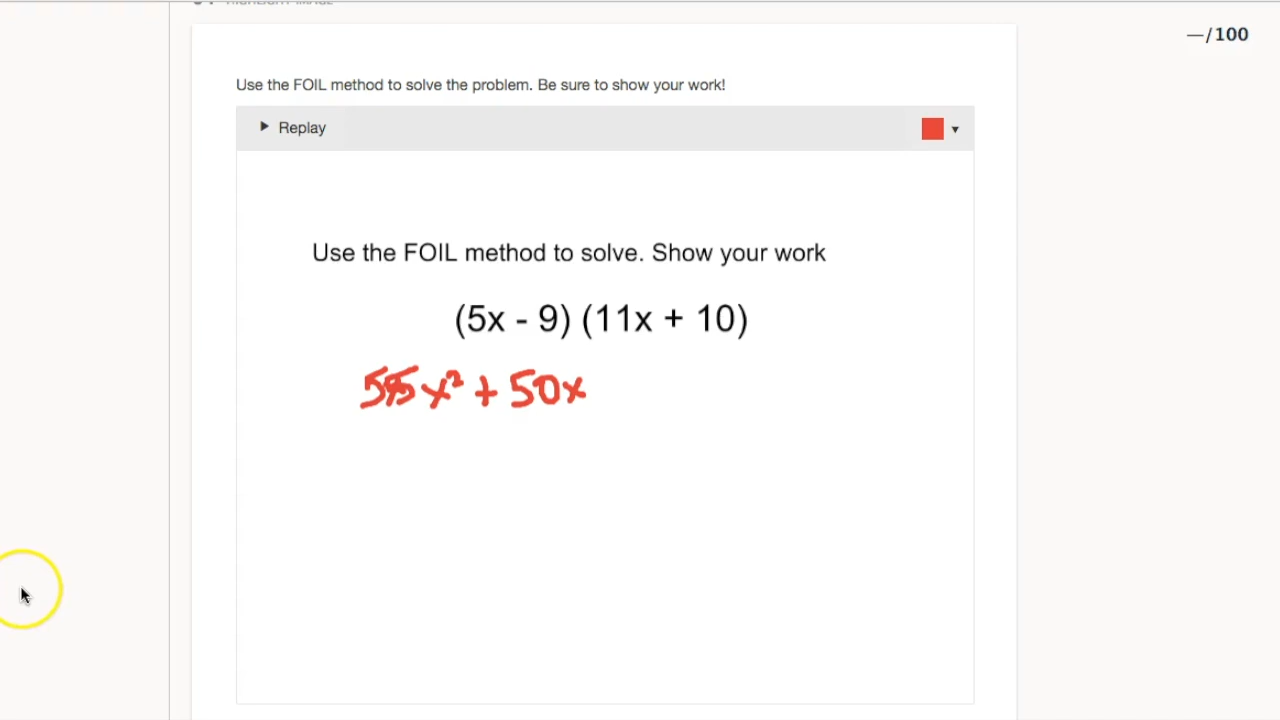 —/100
Use the FOIL method to solve the problem. Be sure to show your work!
Replay
Use the FOIL method to solve. Show your work
(5x - 9) (11x + 10)
55x² + 50x